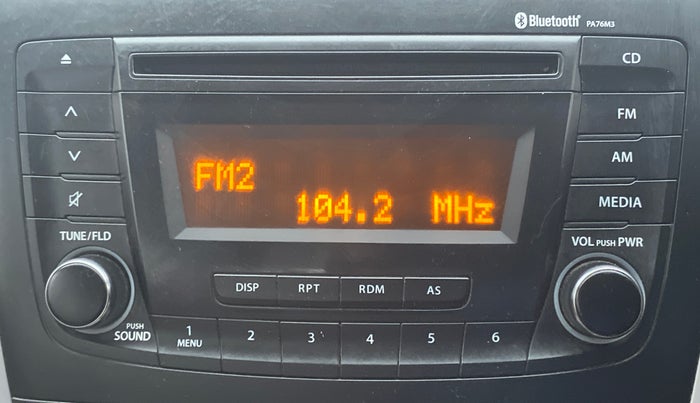 Bluetooth PA76M3
CD
FM
AM
MEDIA
FM2
104.2 MHz
TUNE/FLD
VOL PUSH PWR
DISP RPT RDM AS
PUSH
SOUND
1 2 3 4 5 6
MENU